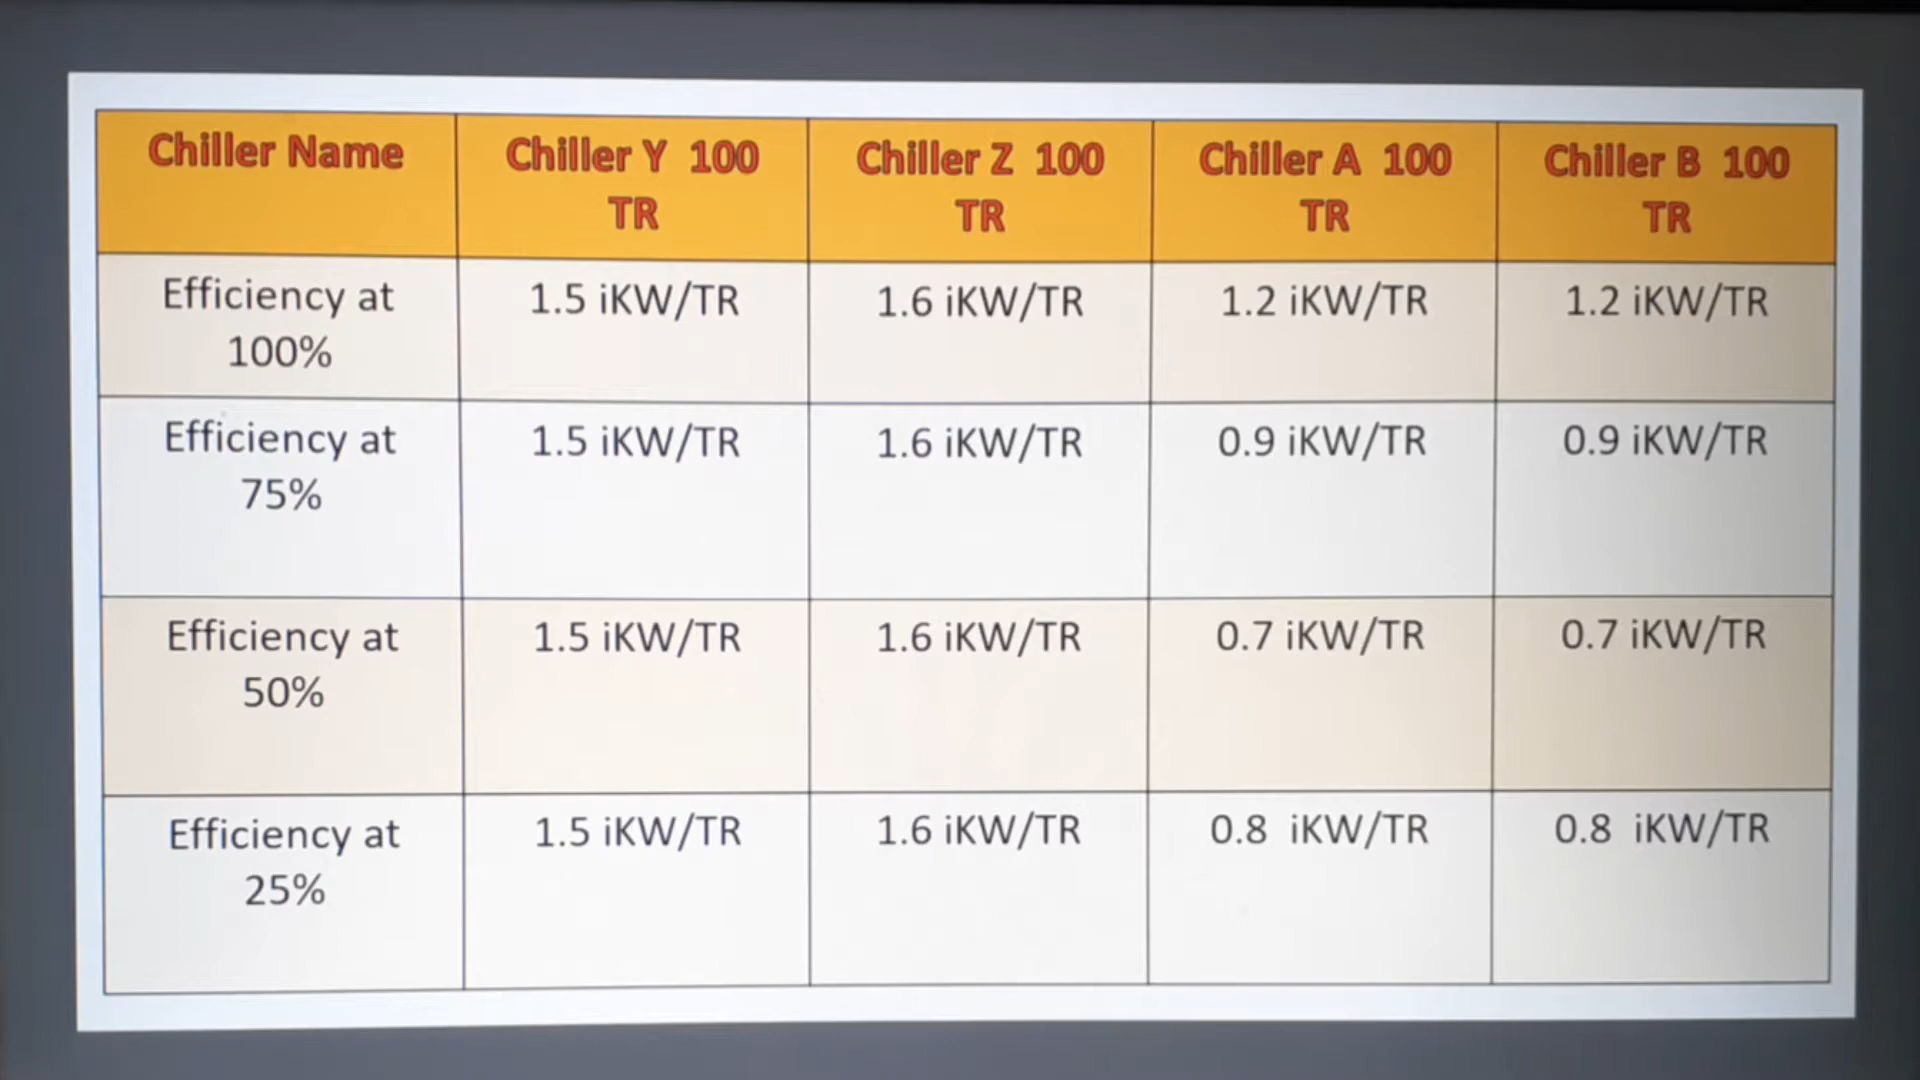 Chiller Name
Chiller Y 100
TR
Chiller Z 100
TR
Chiller A 100
TR
Chiller B 100
TR
Efficiency at
100%
1.5 iKW/TR
1.6 iKW/TR
1.2 iKW/TR
1.2 iKW/TR
Efficiency at
75%
1.5 iKW/TR
1.6 iKW/TR
0.9 iKW/TR
0.9 iKW/TR
Efficiency at
50%
1.5 iKW/TR
1.6 iKW/TR
0.7 iKW/TR
0.7 iKW/TR
Efficiency at
25%
1.5 iKW/TR
1.6 iKW/TR
0.8 iKW/TR
0.8 iKW/TR